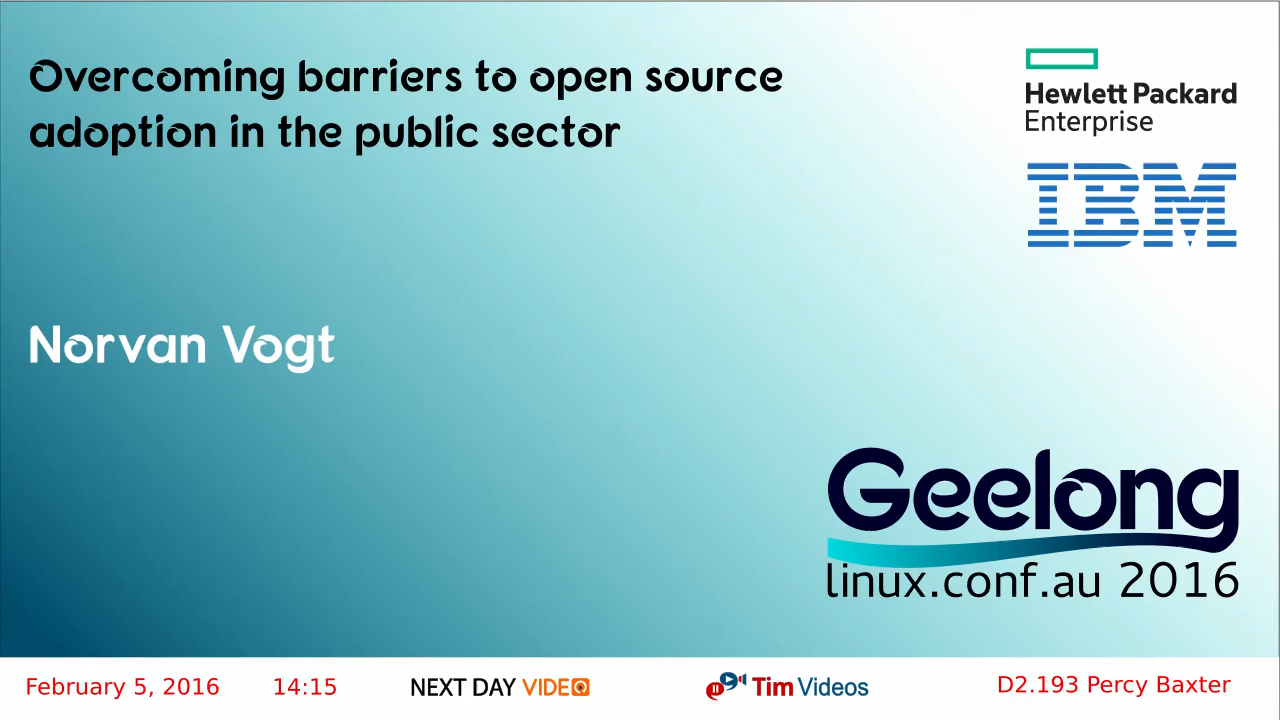 Overcoming barriers to open source
adoption in the public sector
Hewlett Packard
Enterprise
IBM
Norvan Vogt
Geelong
linux.conf.au 2016
February 5, 2016 14:15 NEXT DAY VIDEO Tim Videos D2.193 Percy Baxter